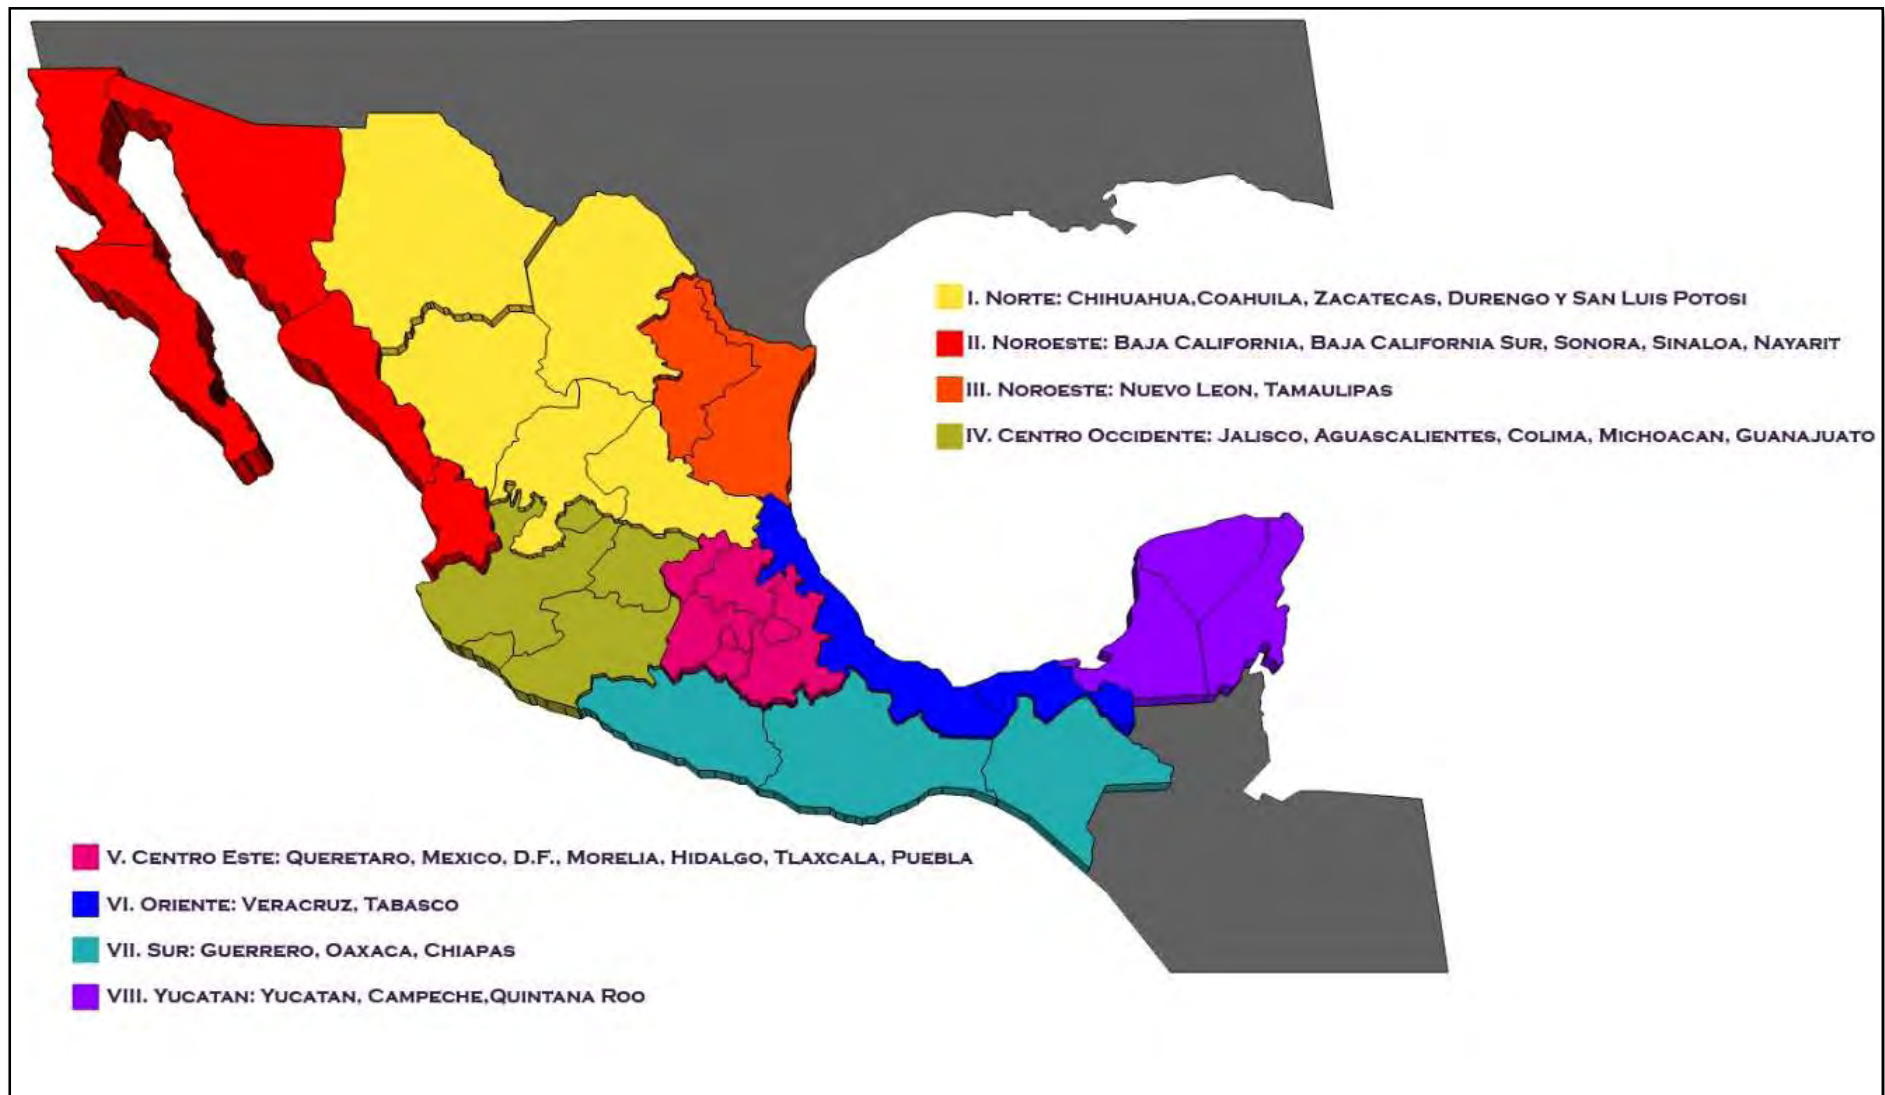 I. Norte: Chihuahua,Coahuila, Zacatecas, Durengo y San Luis Potosi
II. Noroeste: Baja California, Baja California Sur, Sonora, Sinaloa, Nayarit
III. Noroeste: Nuevo Leon, Tamaulipas
IV. Centro Occidente: Jalisco, Aguascalientes, Colima, Michoacan, Guanajuato
V. Centro Este: Queretaro, Mexico, D.F., Morelia, Hidalgo, Tlaxcala, Puebla
VI. Oriente: Veracruz, Tabasco
VII. Sur: Guerrero, Oaxaca, Chiapas
VIII. Yucatan: Yucatan, Campeche,Quintana Roo